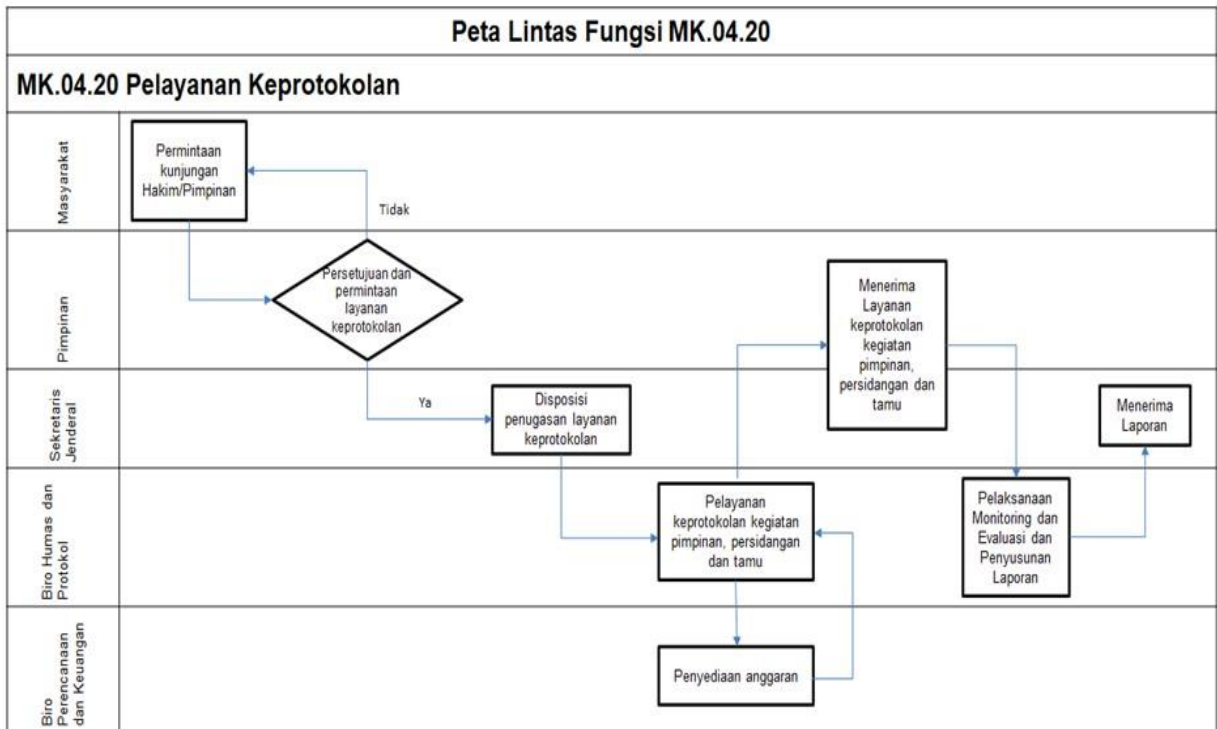 Peta Lintas Fungsi MK.04.20
MK.04.20 Pelayanan Keprotokolan
Masyarakat
Permintaan
kunjungan
Hakim/Pimpinan
Tidak
Pimpinan
Persetujuan dan
permintaan
layanan
keprotokolan
Menerima
Layanan
keprotokolan
kegiatan
pimpinan,
persidangan dan
tamu
Sekretaris
Jenderal
Ya
Disposisi
penugasan layanan
keprotokolan
Menerima
Laporan
Biro Humas dan
Protokol
Pelayanan
keprotokolan kegiatan
pimpinan, persidangan
dan tamu
Pelaksanaan
Monitoring dan
Evaluasi dan
Penyusunan
Laporan
Biro
Perencanaan
dan Keuangan
Penyediaan anggaran